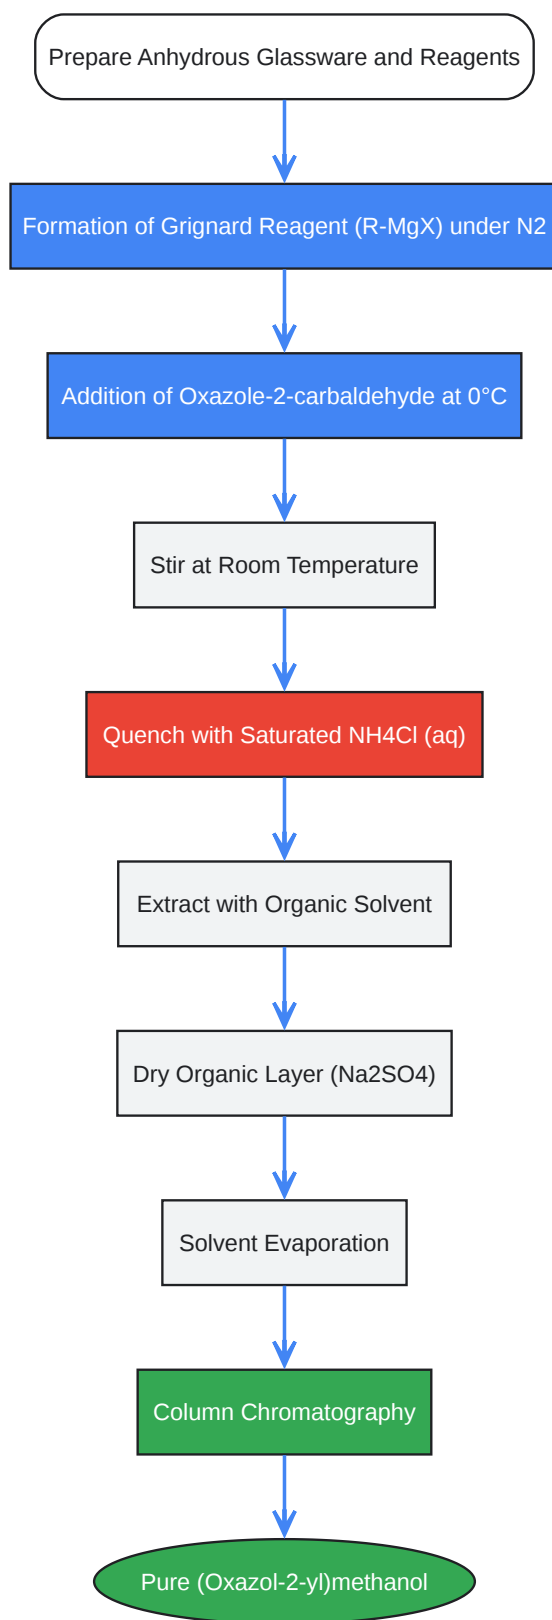 Prepare Anhydrous Glassware and Reagents
Formation of Grignard Reagent (R-MgX) under N2
Addition of Oxazole-2-carbaldehyde at 0°C
Stir at Room Temperature
Quench with Saturated NH4Cl (aq)
Extract with Organic Solvent
Dry Organic Layer (Na2SO4)
Solvent Evaporation
Column Chromatography
Pure (Oxazol-2-yl)methanol